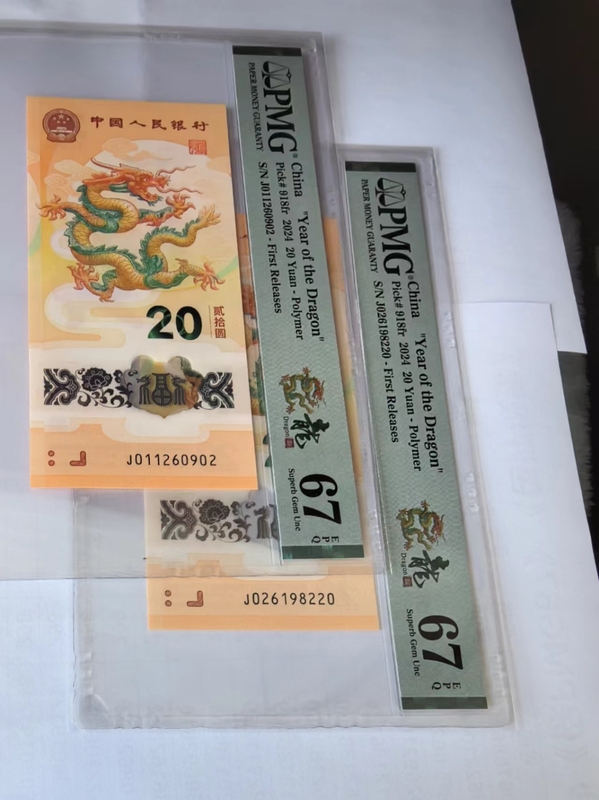 中国人民银行
20
贰拾圆
J011260902
PMG®
PAPER MONEY GUARANTY
China "Year of the Dragon"
Pick# 918fr 2024 20 Yuan - Polymer
S/N J011260902 - First Releases
龍
Dragon
67 EPQ
Superb Gem Unc
J026198220
PMG®
PAPER MONEY GUARANTY
China "Year of the Dragon"
Pick# 918fr 2024 20 Yuan - Polymer
S/N J026198220 - First Releases
龍
Dragon
67 EPQ
Superb Gem Unc